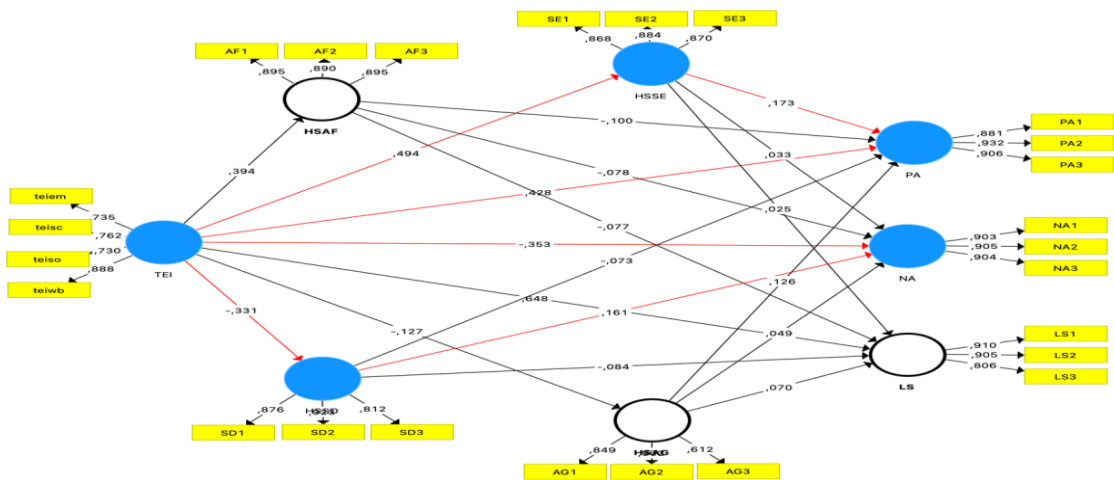 SE1 SE2 SE3
,868 ,884 ,870
HSSE
AF1 AF2 AF3
,895 ,890 ,895
HSAF
,173
-,100
,494
,033
,394
-,078
,428
,025
-,077
PA1
,881
PA2
,932
PA3
,906
PA
teiem
,735
teisc
,762
teiso
,730
teiwb
,888
TEI
-,353
NA1
,903
NA2
,905
NA3
,904
NA
-,073
,126
,648
-,331
,161
-,127
,049
-,084
,070
LS1
,910
LS2
,905
LS3
,806
LS
HSSD
,876 ,812
SD1 SD2 SD3
HSAG
,849 ,612
AG1 AG2 AG3